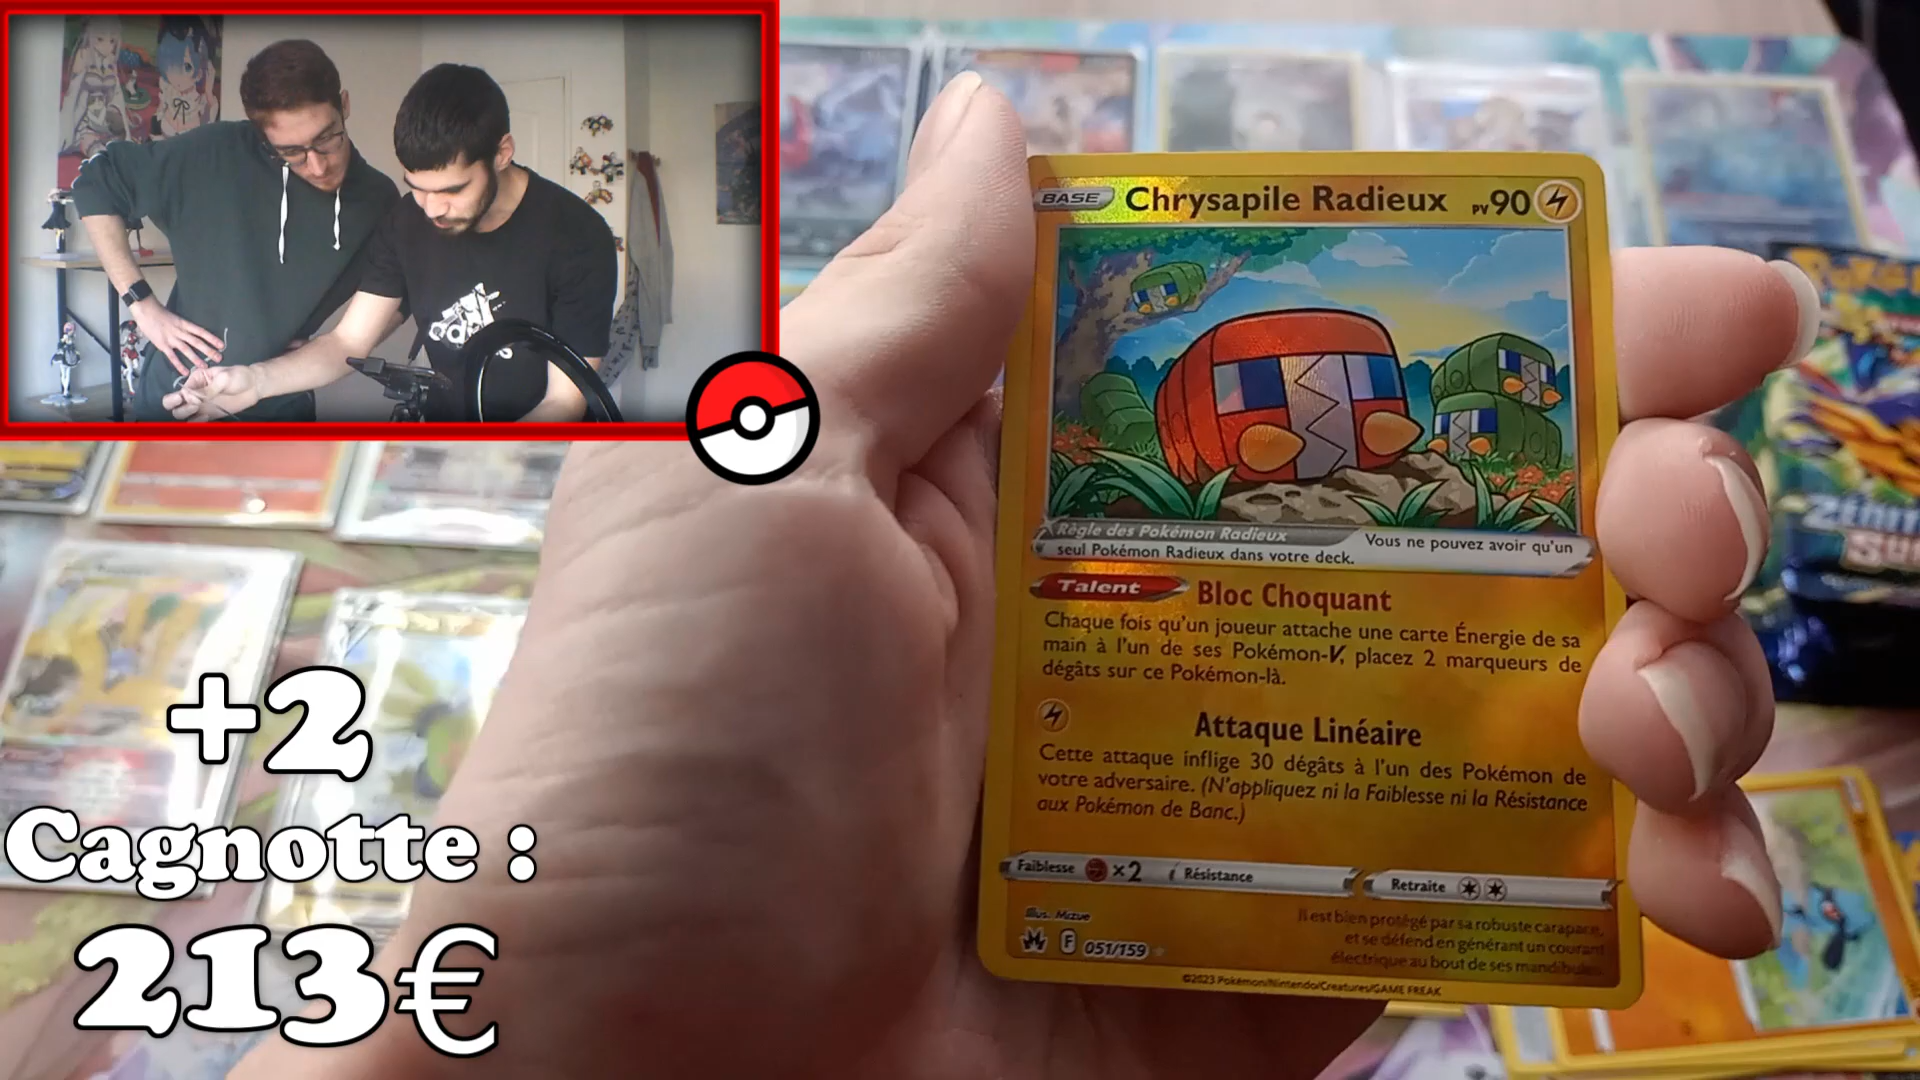 BASE Chrysapile Radieux PV90
Règle des Pokémon Radieux Vous ne pouvez avoir qu'un
seul Pokémon Radieux dans votre deck.
Talent Bloc Choquant
Chaque fois qu'un joueur attache une carte Énergie de sa
main à l'un de ses Pokémon-V, placez 2 marqueurs de
dégâts sur ce Pokémon-là.
Attaque Linéaire
Cette attaque inflige 30 dégâts à l'un des Pokémon de
votre adversaire. (N'appliquez ni la Faiblesse ni la Résistance
aux Pokémon de Banc.)
Faiblesse ×2 Résistance Retraite
Illus. Mizue
F 051/159
Il est bien protégé par sa robuste carapace,
et se défend en générant un courant
électrique au bout de ses mandibules.
©2023 Pokémon/Nintendo/Creatures/GAME FREAK
+2
Cagnotte :
213€